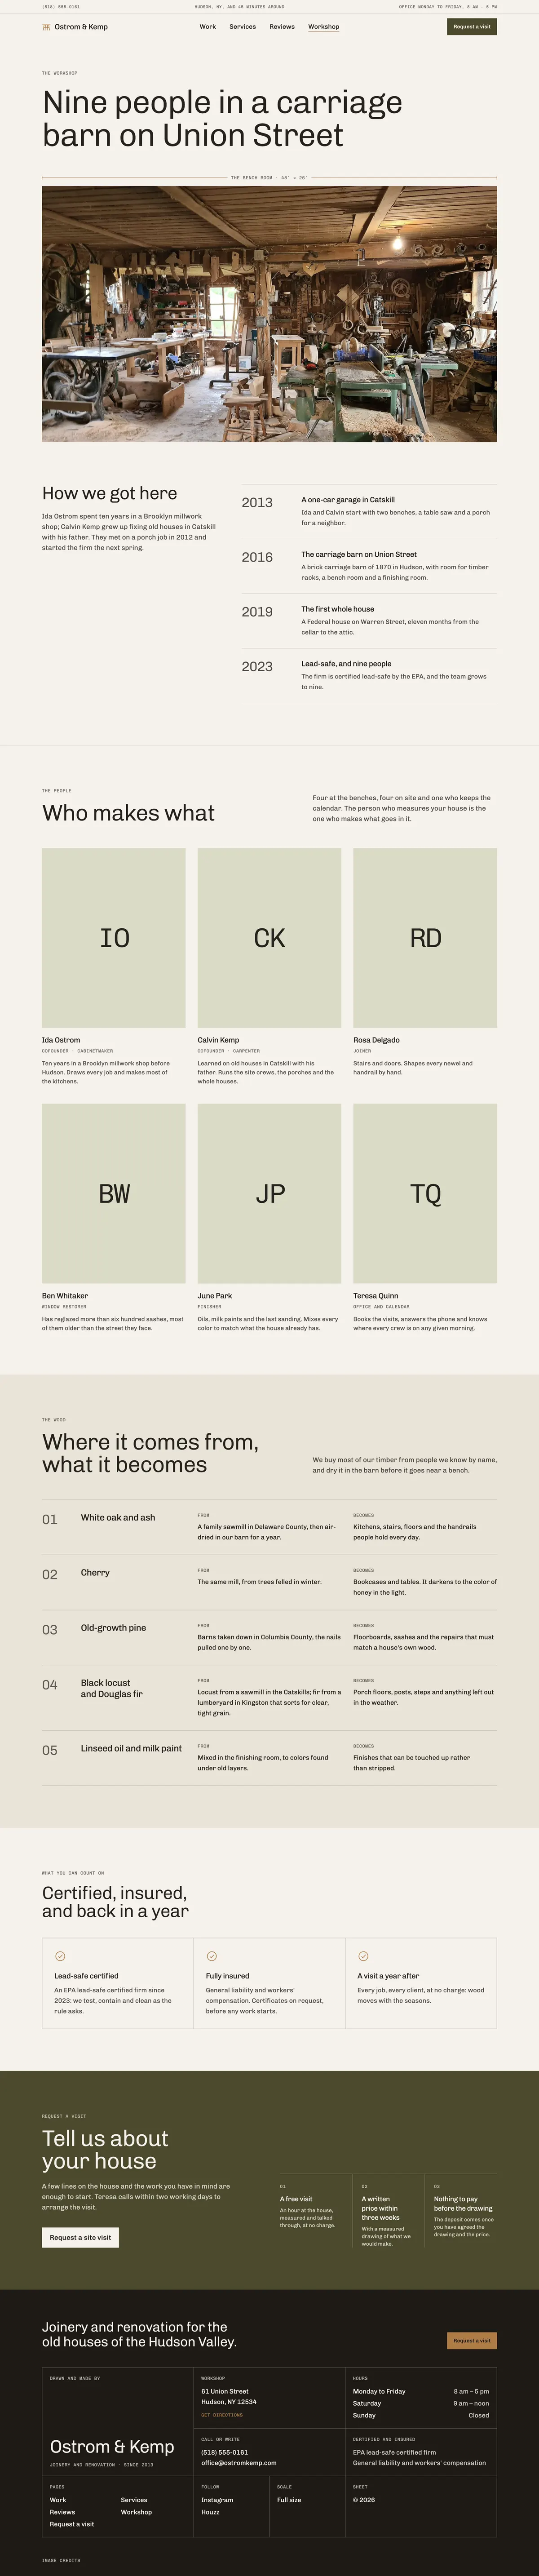 (518) 555-0161
HUDSON, NY, AND 45 MINUTES AROUND
OFFICE MONDAY TO FRIDAY, 8 AM – 5 PM
Ostrom & Kemp
Work
Services
Reviews
Workshop
Request a visit
THE WORKSHOP
Nine people in a carriage
barn on Union Street
THE BENCH ROOM
How we got here
Ida Ostrom spent ten years in a Brooklyn millwork
shop; Calvin Kemp grew up fixing old houses in Catskill
with his father. They met on a porch job in 2012 and
started the firm the next spring.
2013
A one-car garage in Catskill
Ida and Calvin start with two benches, a table saw and a porch
for a neighbor.
2016
The carriage barn on Union Street
A brick carriage barn of 1870 in Hudson, with room for timber
racks, a bench room and a finishing room.
2019
The first whole house
A Federal house on Warren Street, eleven months from the
cellar to the attic.
2023
Lead-safe, and nine people
The firm is certified lead-safe by the EPA, and the team grows
to nine.
THE PEOPLE
Who makes what
Four at the benches, four on site and one who keeps the
calendar. The person who measures your house is the
one who makes what goes in it.
IO
CK
RD
Ida Ostrom
COFOUNDER · CABINETMAKER
Ten years in a Brooklyn millwork shop before
Hudson. Draws every job and makes most of
the kitchens.
Calvin Kemp
COFOUNDER · CARPENTER
Learned on old houses in Catskill with his
father. Runs the site crews, the porches and the
whole houses.
Rosa Delgado
JOINER
Stairs and doors. Shapes every newel and
handrail by hand.
BW
JP
TQ
Ben Whitaker
WINDOW RESTORER
Has reglazed more than six hundred sashes, most
of them older than the street they face.
June Park
FINISHER
Oils, milk paints and the last sanding. Mixes every
color to match what the house already has.
Teresa Quinn
OFFICE AND CALENDAR
Books the visits, answers the phone and knows
where every crew is on any given morning.
THE WOOD
Where it comes from,
what it becomes
We buy most of our timber from people we know by name,
and dry it in the barn before it goes near a bench.
01
White oak and ash
FROM
A family sawmill in Delaware County, then air-
dried in our barn for a year.
BECOMES
Kitchens, stairs, floors and the handrails
people hold every day.
02
Cherry
FROM
The same mill, from trees felled in winter.
BECOMES
Bookcases and tables. It darkens to the color of
honey in the light.
03
Old-growth pine
FROM
Barns taken down in Columbia County, the nails
pulled one by one.
BECOMES
Floorboards, sashes and the repairs that must
match a house's own wood.
04
Black locust
and Douglas fir
FROM
Locust from a sawmill in the Catskills; fir from a
lumberyard in Kingston that sorts for clear,
tight grain.
BECOMES
Porch floors, posts, steps and anything left out
in the weather.
05
Linseed oil and milk paint
FROM
Mixed in the finishing room, to colors found
under old layers.
BECOMES
Finishes that can be touched up rather
than stripped.
WHAT YOU CAN COUNT ON
Certified, insured,
and back in a year
Lead-safe certified
An EPA lead-safe certified firm since
2023: we test, contain and clean as the
rule asks.
Fully insured
General liability and workers'
compensation. Certificates on request,
before any work starts.
A visit a year after
Every job, every client, at no charge: wood
moves with the seasons.
REQUEST A VISIT
Tell us about
your house
A few lines on the house and the work you have in mind are
enough to start. Teresa calls within two working days to
arrange the visit.
Request a site visit
01
A free visit
An hour at the house,
measured and talked
through, at no charge.
02
A written
price within
three weeks
With a measured
drawing of what we
would make.
03
Nothing to pay
before the drawing
The deposit comes once
you have agreed the
drawing and the price.
Joinery and renovation for the
old houses of the Hudson Valley.
Request a visit
DRAWN AND MADE BY
Ostrom & Kemp
JOINERY AND RENOVATION · SINCE 2013
WORKSHOP
61 Union Street
Hudson, NY 12534
GET DIRECTIONS
HOURS
Monday to Friday
8 am – 5 pm
Saturday
9 am – noon
Sunday
Closed
CALL OR WRITE
(518) 555-0161
office@ostromkemp.com
CERTIFIED AND INSURED
EPA lead-safe certified firm
General liability and workers' compensation
PAGES
Work
Services
Reviews
Workshop
Request a visit
FOLLOW
Instagram
Houzz
SCALE
Full size
SHEET
© 2026
IMAGE CREDITS